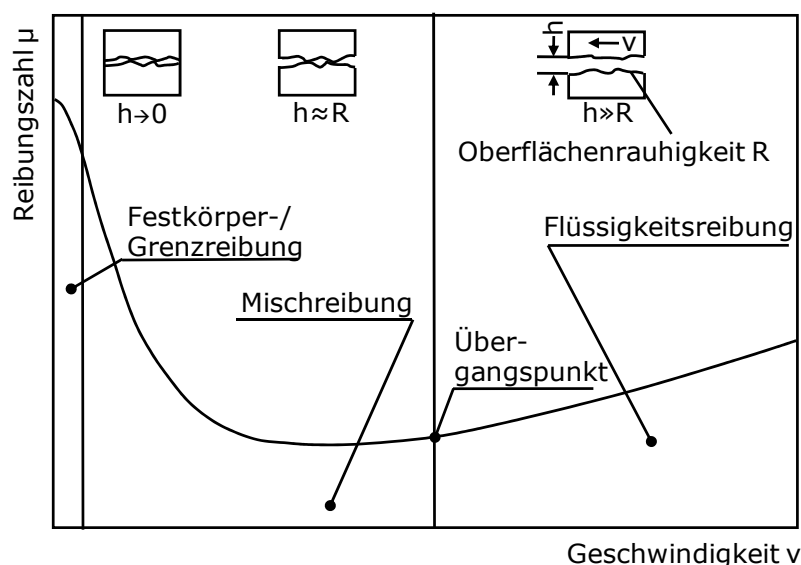 Reibungszahl μ
h→0
h≈R
h
v
h»R
Oberflächenrauhigkeit R
Festkörper-/
Grenzreibung
Flüssigkeitsreibung
Mischreibung
Über-
gangspunkt
Geschwindigkeit v